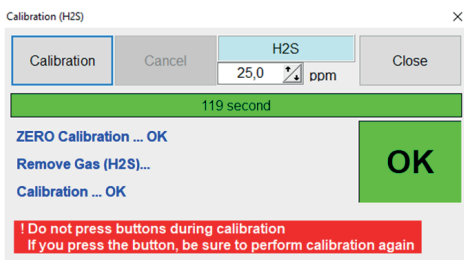 Calibration (H2S)
Calibration
Cancel
H2S
25,0
ppm
Close
119 second
ZERO Calibration ... OK
Remove Gas (H2S)...
Calibration ... OK
OK
! Do not press buttons during calibration
If you press the button, be sure to perform calibration again